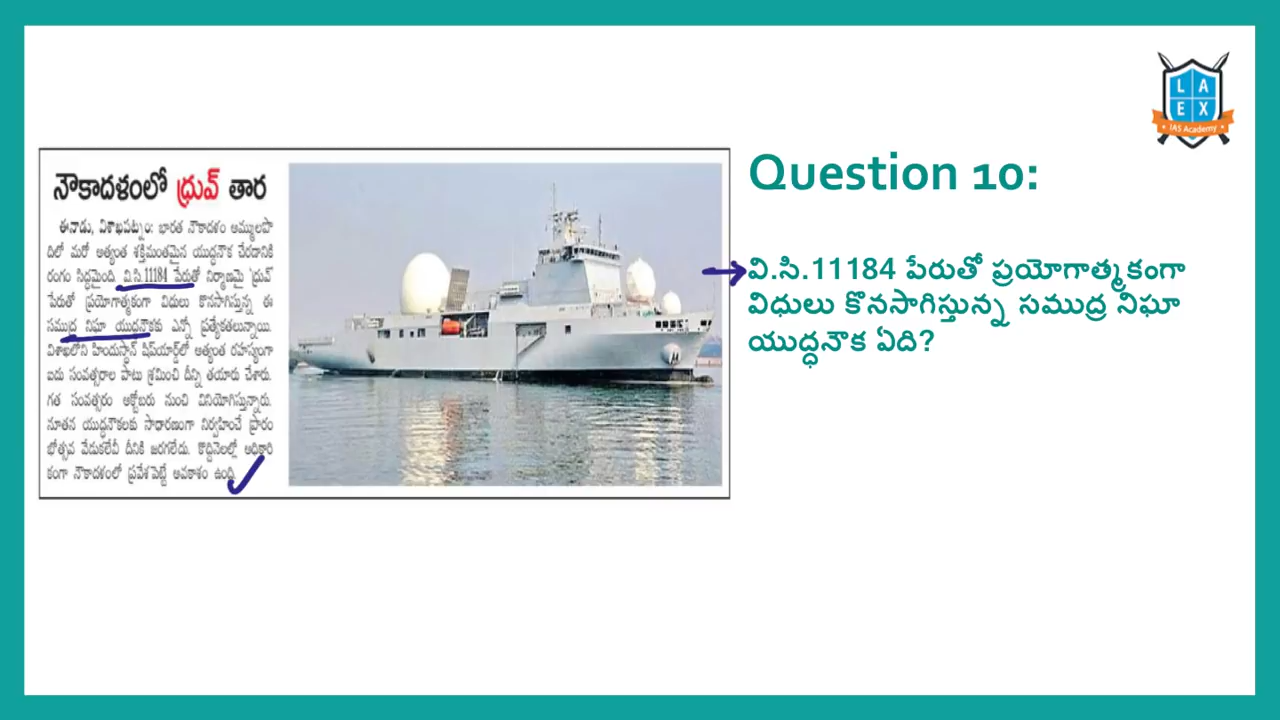 L A
E X
IAS Academy
నౌకాదళంలో ధ్రువ్ తార
ఈనాడు, విశాఖపట్నం: భారత నౌకాదళం అమ్ములపొ
దిలో మరో అత్యంత శక్తిమంతమైన యుద్ధనౌక చేరడానికి
రంగం సిద్ధమైంది. వి.సి.11184 పేరుతో నిర్మాణమై 'ధ్రువ్'
పేరుతో ప్రయోగాత్మకంగా విధులు కొనసాగిస్తున్న ఈ
సముద్ర నిఘా యుద్ధనౌకకు ఎన్నో ప్రత్యేకతలున్నాయి.
విశాఖలోని హిందుస్థాన్ షిప్‌యార్డ్‌లో అత్యంత రహస్యంగా
ఐదు సంవత్సరాల పాటు శ్రమించి దీన్ని తయారు చేశారు.
గత సంవత్సరం అక్టోబరు నుంచి వినియోగిస్తున్నారు.
నూతన యుద్ధనౌకలకు సాధారణంగా నిర్వహించే ప్రారం
భోత్సవ వేడుకలేవీ దీనికి జరగలేదు. కొద్దినెలల్లో అధికారి
కంగా నౌకాదళంలో ప్రవేశపెట్టే అవకాశం ఉంది.
Question 10:
వి.సి.11184 పేరుతో ప్రయోగాత్మకంగా
విధులు కొనసాగిస్తున్న సముద్ర నిఘా
యుద్ధనౌక ఏది?